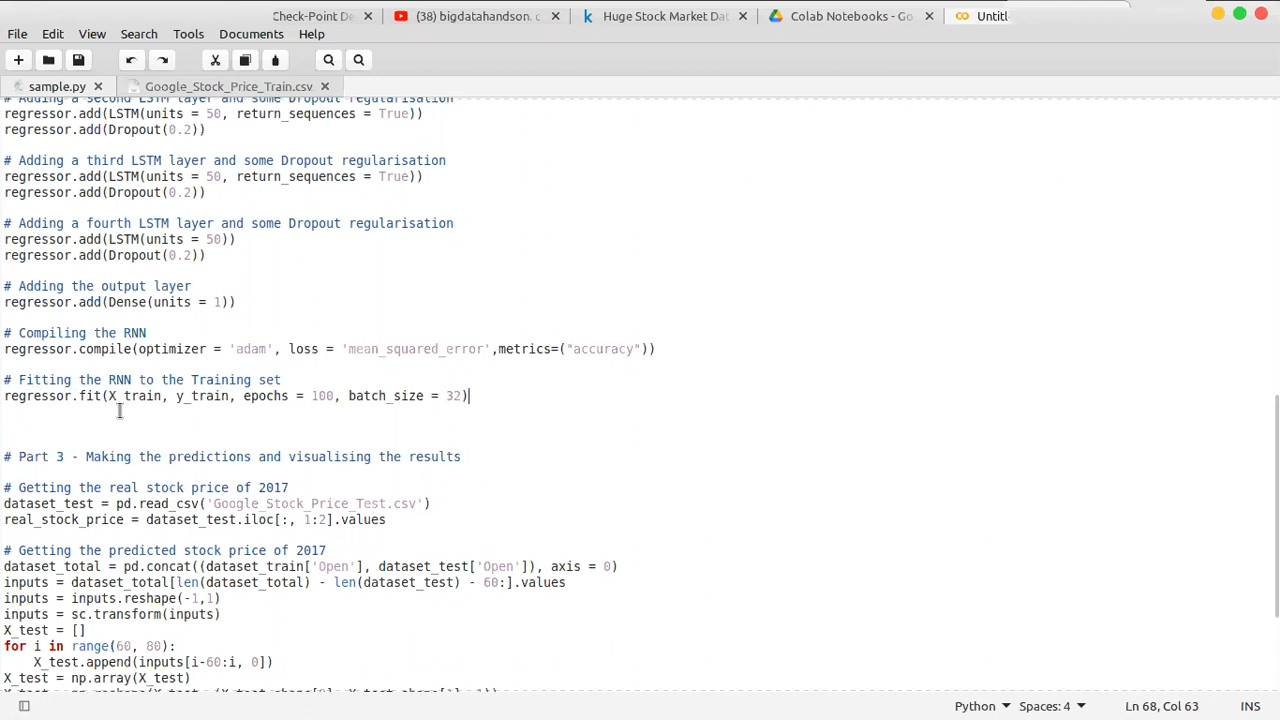 Check-Point De
(38) bigdatahandson. c
Huge Stock Market Dat
Colab Notebooks - Go
Untitl
File Edit View Search Tools Documents Help
sample.py
Google_Stock_Price_Train.csv
# Adding a second LSTM layer and some Dropout regularisation
regressor.add(LSTM(units = 50, return_sequences = True))
regressor.add(Dropout(0.2))
# Adding a third LSTM layer and some Dropout regularisation
regressor.add(LSTM(units = 50, return_sequences = True))
regressor.add(Dropout(0.2))
# Adding a fourth LSTM layer and some Dropout regularisation
regressor.add(LSTM(units = 50))
regressor.add(Dropout(0.2))
# Adding the output layer
regressor.add(Dense(units = 1))
# Compiling the RNN
regressor.compile(optimizer = 'adam', loss = 'mean_squared_error',metrics=("accuracy"))
# Fitting the RNN to the Training set
regressor.fit(X_train, y_train, epochs = 100, batch_size = 32)
# Part 3 - Making the predictions and visualising the results
# Getting the real stock price of 2017
dataset_test = pd.read_csv('Google_Stock_Price_Test.csv')
real_stock_price = dataset_test.iloc[:, 1:2].values
# Getting the predicted stock price of 2017
dataset_total = pd.concat((dataset_train['Open'], dataset_test['Open']), axis = 0)
inputs = dataset_total[len(dataset_total) - len(dataset_test) - 60:].values
inputs = inputs.reshape(-1,1)
inputs = sc.transform(inputs)
X_test = []
for i in range(60, 80):
    X_test.append(inputs[i-60:i, 0])
X_test = np.array(X_test)
Python Spaces: 4 Ln 68, Col 63 INS